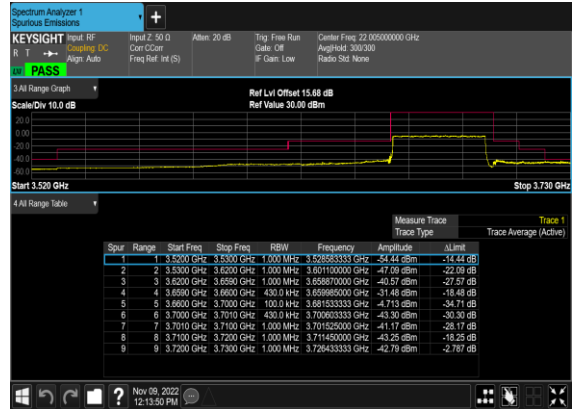 Spectrum Analyzer 1
Spurious Emissions
KEYSIGHT Input: RF Input Z: 50 Ω Atten: 20 dB Trig: Free Run Center Freq: 22.005000000 GHz
R T Coupling: DC Corr CCorr Gate: Off Avg|Hold: 300/300
Align: Auto Freq Ref: Int (S) IF Gain: Low Radio Std: None
PASS
3 All Range Graph
Ref Lvl Offset 15.68 dB
Scale/Div 10.0 dB Ref Value 30.00 dBm
20.0
0.00
-20.0
-40.0
-60.0
Start 3.520 GHz Stop 3.730 GHz
4 All Range Table
Measure Trace Trace 1
Trace Type Trace Average (Active)
Spur Range Start Freq Stop Freq RBW Frequency Amplitude ΔLimit
1 1 3.5200 GHz 3.5300 GHz 1.000 MHz 3.528583333 GHz -54.44 dBm -14.44 dB
2 2 3.5300 GHz 3.6200 GHz 1.000 MHz 3.601100000 GHz -47.09 dBm -22.09 dB
3 3 3.6200 GHz 3.6590 GHz 1.000 MHz 3.658870000 GHz -40.57 dBm -27.57 dB
4 4 3.6590 GHz 3.6600 GHz 430.0 kHz 3.659985000 GHz -31.48 dBm -18.48 dB
5 5 3.6600 GHz 3.7000 GHz 100.0 kHz 3.681533333 GHz -4.713 dBm -34.71 dB
6 6 3.7000 GHz 3.7010 GHz 430.0 kHz 3.700603333 GHz -43.30 dBm -30.30 dB
7 7 3.7010 GHz 3.7100 GHz 1.000 MHz 3.701525000 GHz -41.17 dBm -28.17 dB
8 8 3.7100 GHz 3.7200 GHz 1.000 MHz 3.711450000 GHz -43.25 dBm -18.25 dB
9 9 3.7200 GHz 3.7300 GHz 1.000 MHz 3.726433333 GHz -42.79 dBm -2.787 dB
Nov 09, 2022
12:13:50 PM